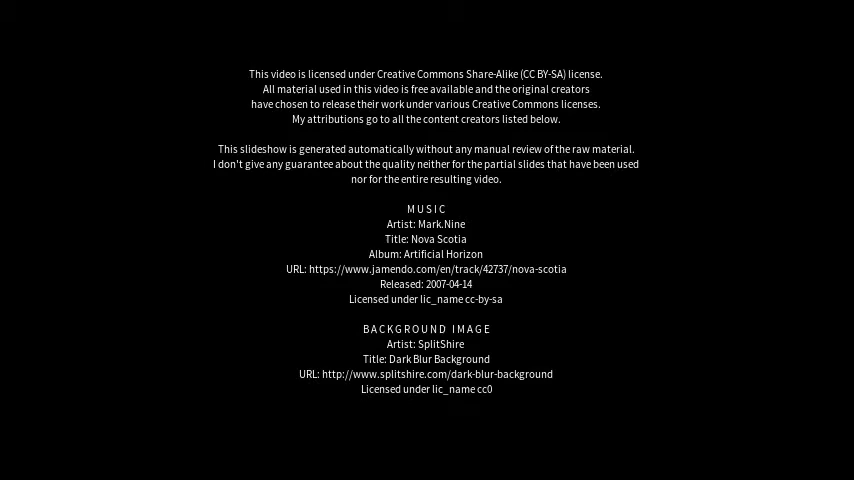 This video is licensed under Creative Commons Share-Alike (CC BY-SA) license.
All material used in this video is free available and the original creators
have chosen to release their work under various Creative Commons licenses.
My attributions go to all the content creators listed below.
This slideshow is generated automatically without any manual review of the raw material.
I don't give any guarantee about the quality neither for the partial slides that have been used
nor for the entire resulting video.
MUSIC
Artist: Mark.Nine
Title: Nova Scotia
Album: Artificial Horizon
URL: https://www.jamendo.com/en/track/42737/nova-scotia
Released: 2007-04-14
Licensed under lic_name cc-by-sa
BACKGROUND IMAGE
Artist: SplitShire
Title: Dark Blur Background
URL: http://www.splitshire.com/dark-blur-background
Licensed under lic_name cc0